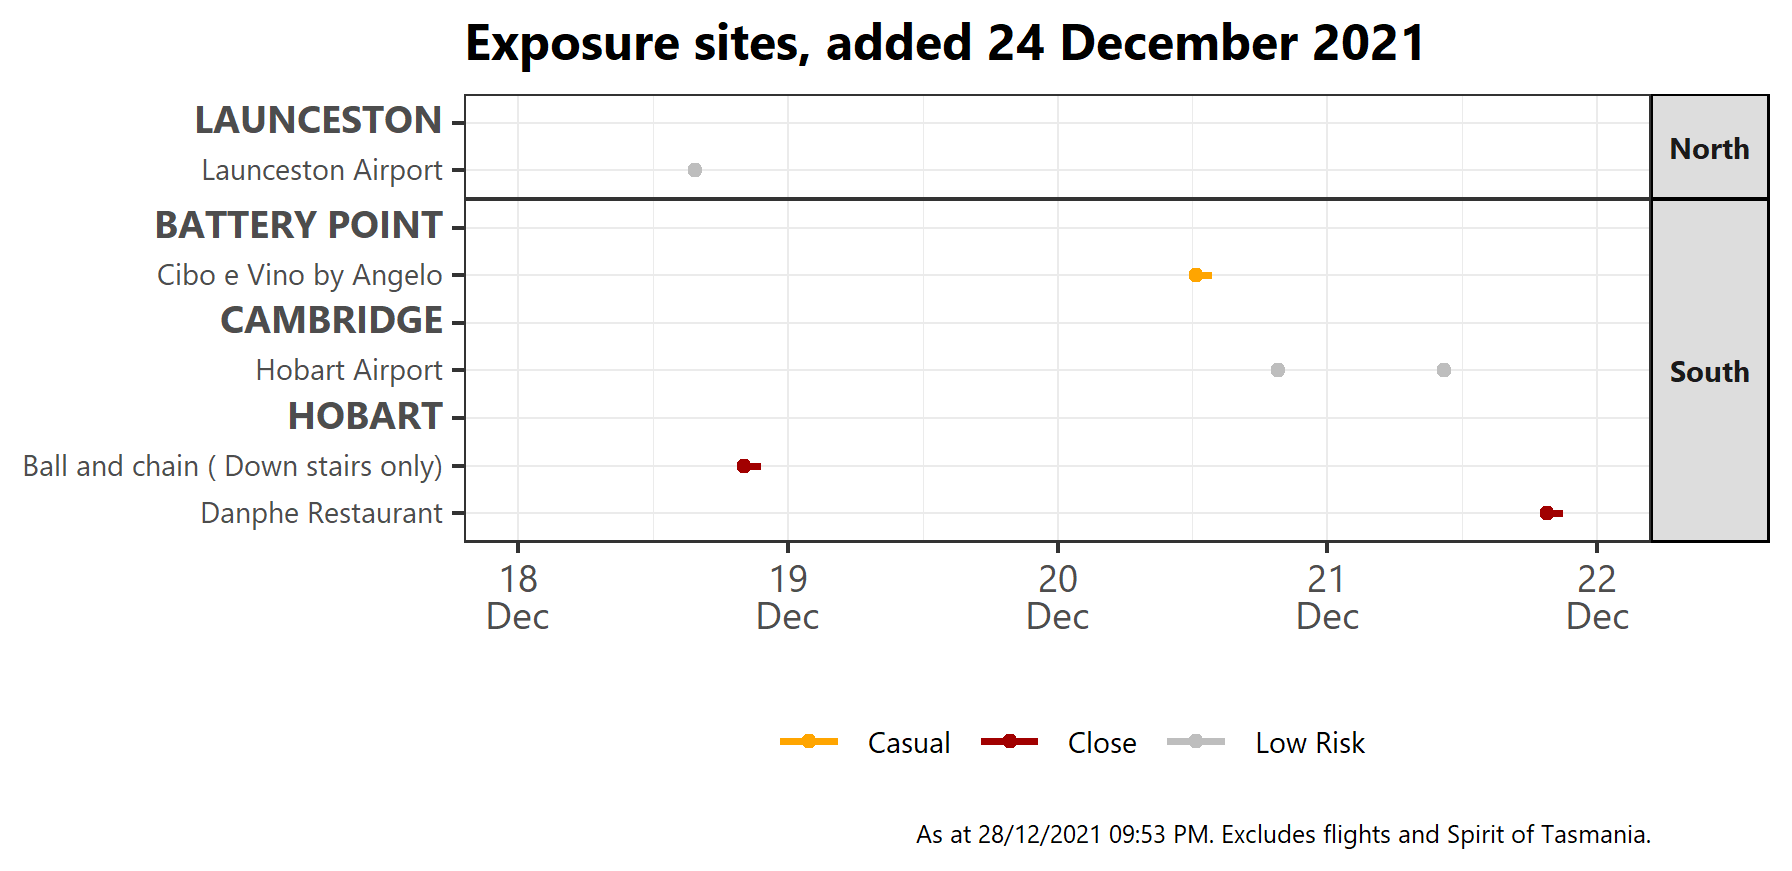 Exposure sites, added 24 December 2021
LAUNCESTON
Launceston Airport
North
BATTERY POINT
Cibo e Vino by Angelo
CAMBRIDGE
Hobart Airport
South
HOBART
Ball and chain ( Down stairs only)
Danphe Restaurant
18 19 20 21 22
Dec Dec Dec Dec Dec
Casual Close Low Risk
As at 28/12/2021 09:53 PM. Excludes flights and Spirit of Tasmania.